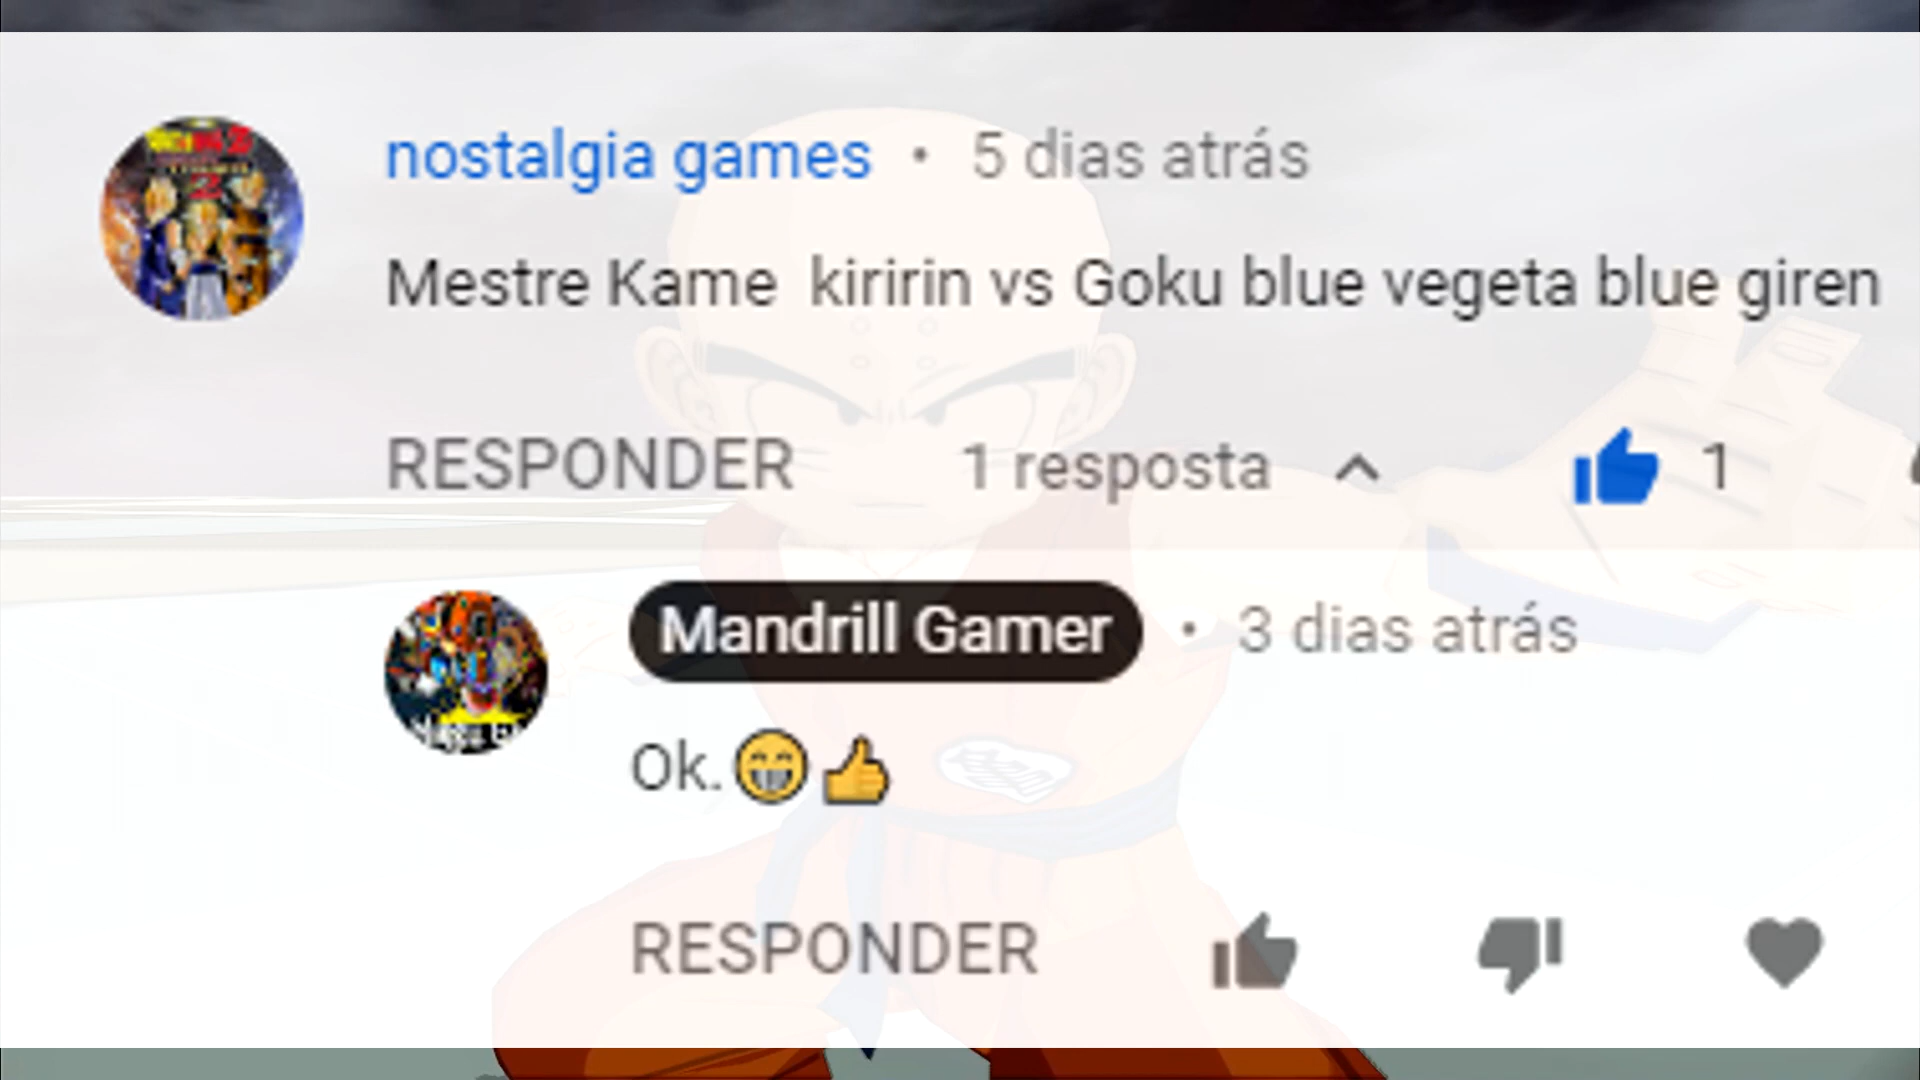 nostalgia games • 5 dias atrás
Mestre Kame  kiririn vs Goku blue vegeta blue giren
RESPONDER 1 resposta 1
Mandrill Gamer • 3 dias atrás
Ok.😁👍
RESPONDER